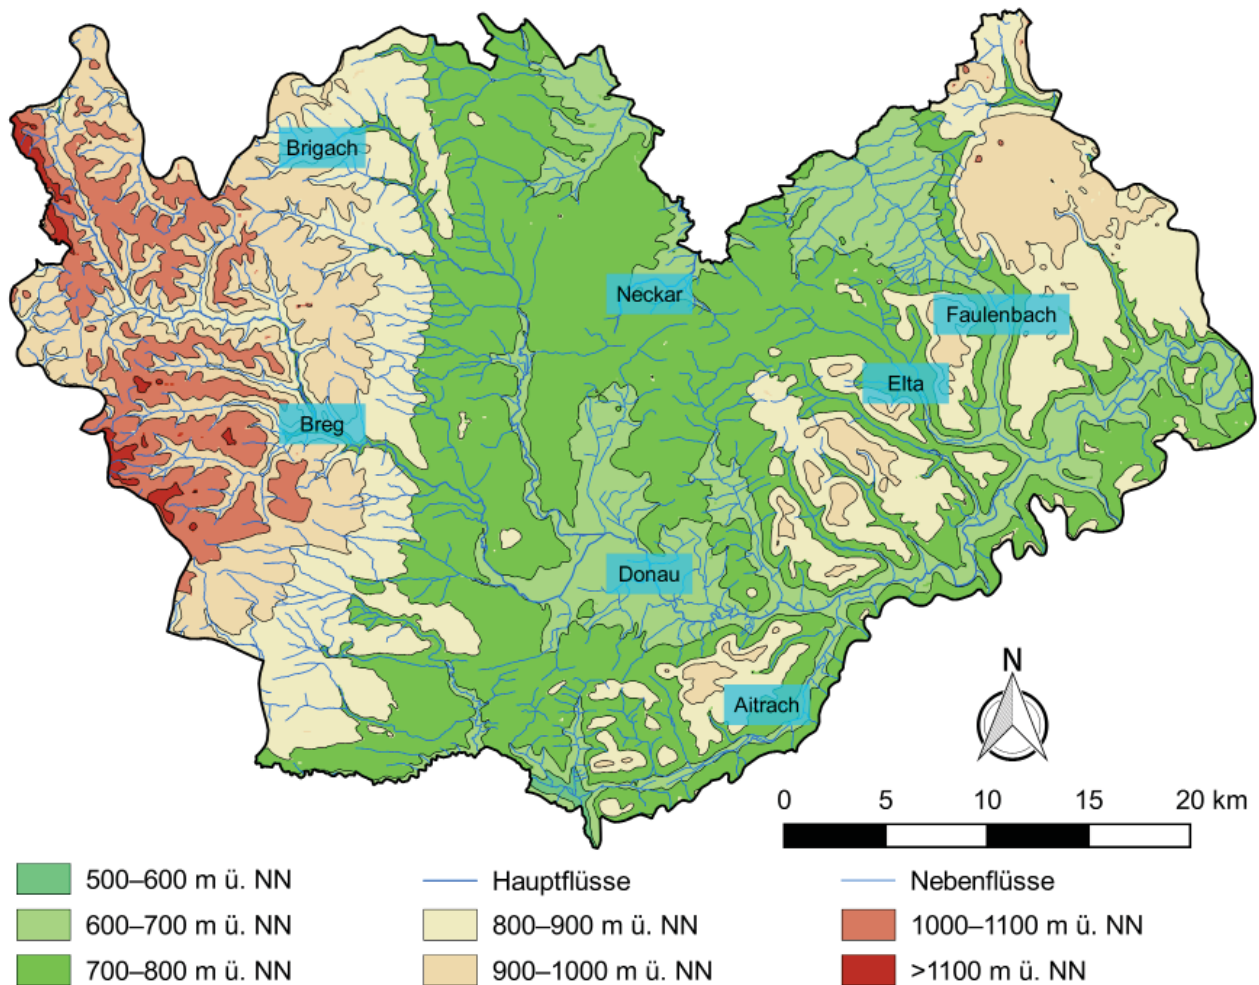 Brigach
Neckar
Faulenbach
Elta
Breg
Donau
Aitrach
N
0 5 10 15 20 km
500–600 m ü. NN Hauptflüsse Nebenflüsse
600–700 m ü. NN 800–900 m ü. NN 1000–1100 m ü. NN
700–800 m ü. NN 900–1000 m ü. NN >1100 m ü. NN